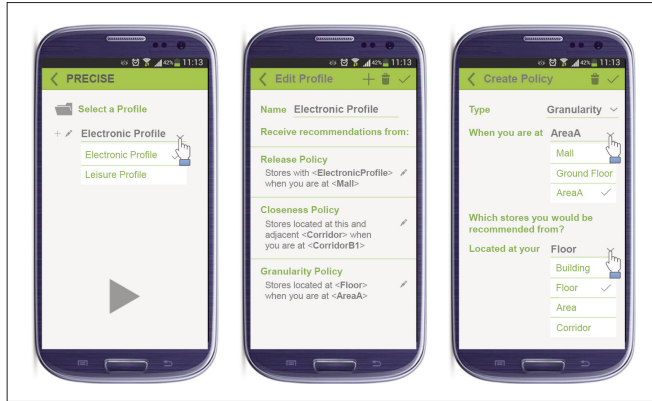 42% 11:13
PRECISE
Select a Profile
Electronic Profile
Electronic Profile
Leisure Profile
42% 11:13
Edit Profile
Name Electronic Profile
Receive recommendations from:
Release Policy
Stores with <ElectronicProfile>
when you are at <Mall>
Closeness Policy
Stores located at this and
adjacent <Corridor> when
you are at <CorridorB1>
Granularity Policy
Stores located at <Floor>
when you are at <AreaA>
42% 11:13
Create Policy
Type Granularity
When you are at AreaA
Mall
Ground Floor
AreaA
Which stores you would be
recommended from?
Located at your Floor
Building
Floor
Area
Corridor